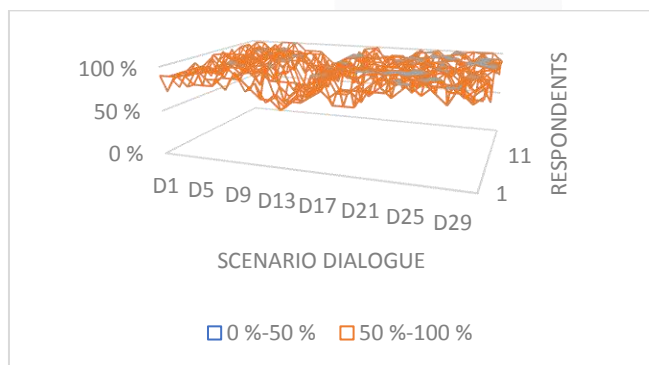 100 %
50 %
0 %
D1 D5 D9 D13 D17 D21 D25 D29
SCENARIO DIALOGUE
1
11
RESPONDENTS
0 %-50 % 50 %-100 %